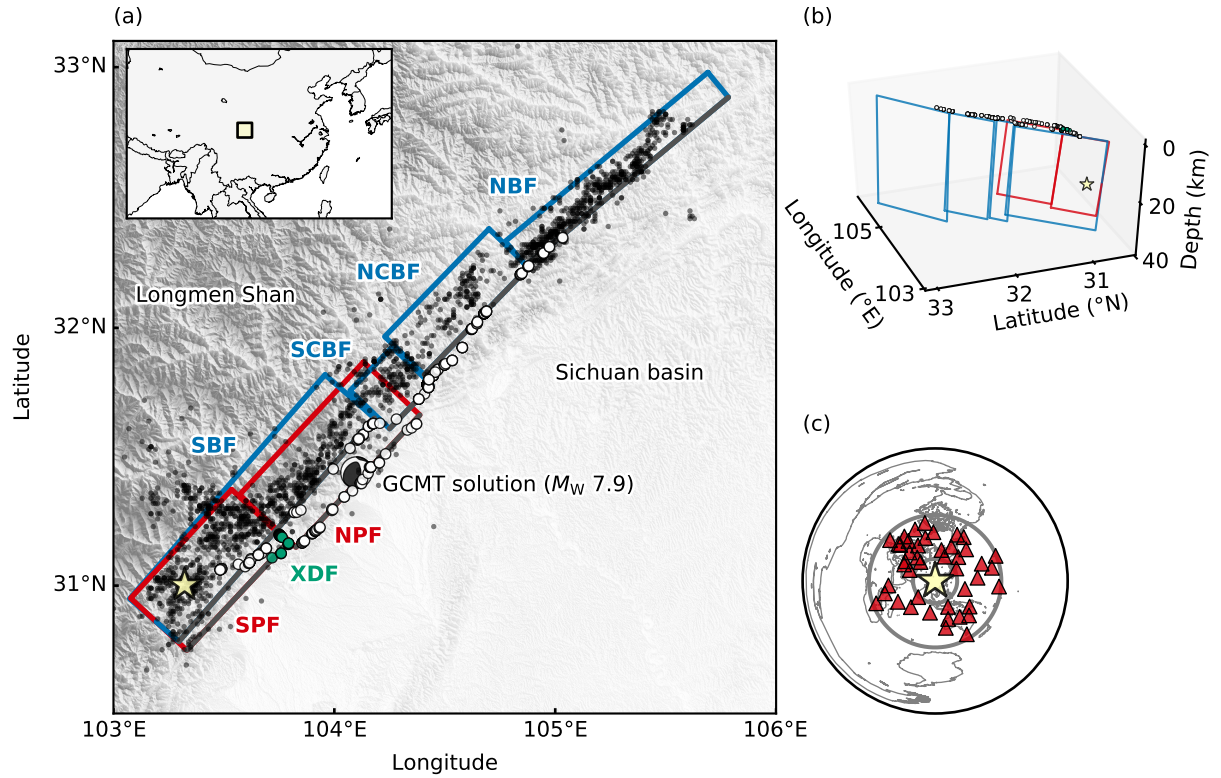 (a)
33°N
32°N
31°N
103°E
104°E
105°E
106°E
Latitude
Longitude
NBF
NCBF
Longmen Shan
SCBF
Sichuan basin
SBF
GCMT solution (MW 7.9)
NPF
XDF
SPF
(b)
0
20
40
Depth (km)
105
103
Longitude (°E)
33
32
31
Latitude (°N)
(c)